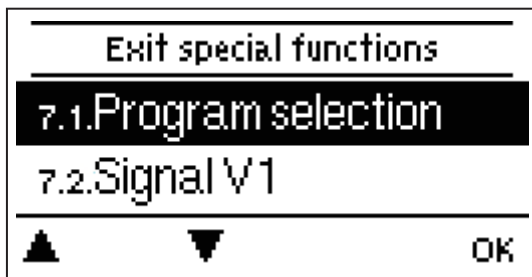 Exit special functions
7.1.Program selection
7.2.Signal V1
OK